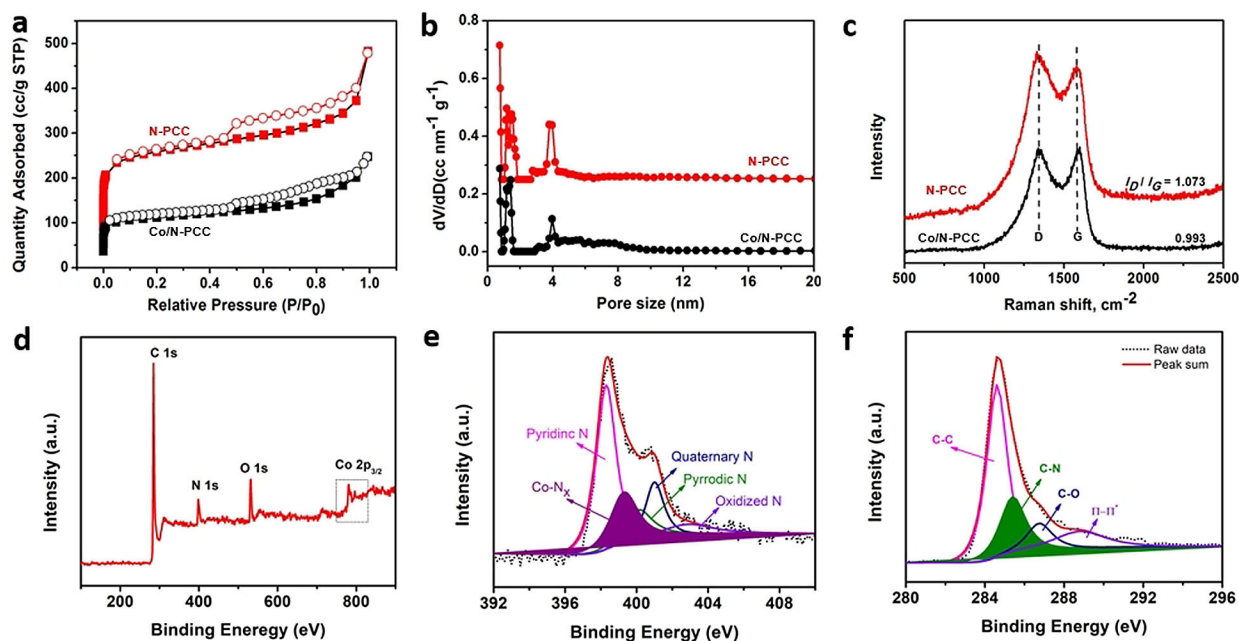 a
Quantity Adsorbed (cc/g STP)
500
400
300
200
100
0
N-PCC
Co/N-PCC
0.0 0.2 0.4 0.6 0.8 1.0
Relative Pressure (P/P0)
b
dV/dD(cc nm-1 g-1)
0.8
0.6
0.4
0.2
0.0
N-PCC
Co/N-PCC
0 4 8 12 16 20
Pore size (nm)
c
Intensity
N-PCC
ID / IG = 1.073
Co/N-PCC
D G
0.993
500 1000 1500 2000 2500
Raman shift, cm-2
d
Intensity (a.u.)
C 1s
N 1s
O 1s
Co 2p3/2
200 400 600 800
Binding Eneregy (eV)
e
Intensity (a.u.)
Pyridinc N
Co-NX
Quaternary N
Pyrrodic N
Oxidized N
392 396 400 404 408
Binding Energy (eV)
f
Intensity (a.u.)
Raw data
Peak sum
C-C
C-N
C-O
Π-Π*
280 284 288 292 296
Binding Energy (eV)